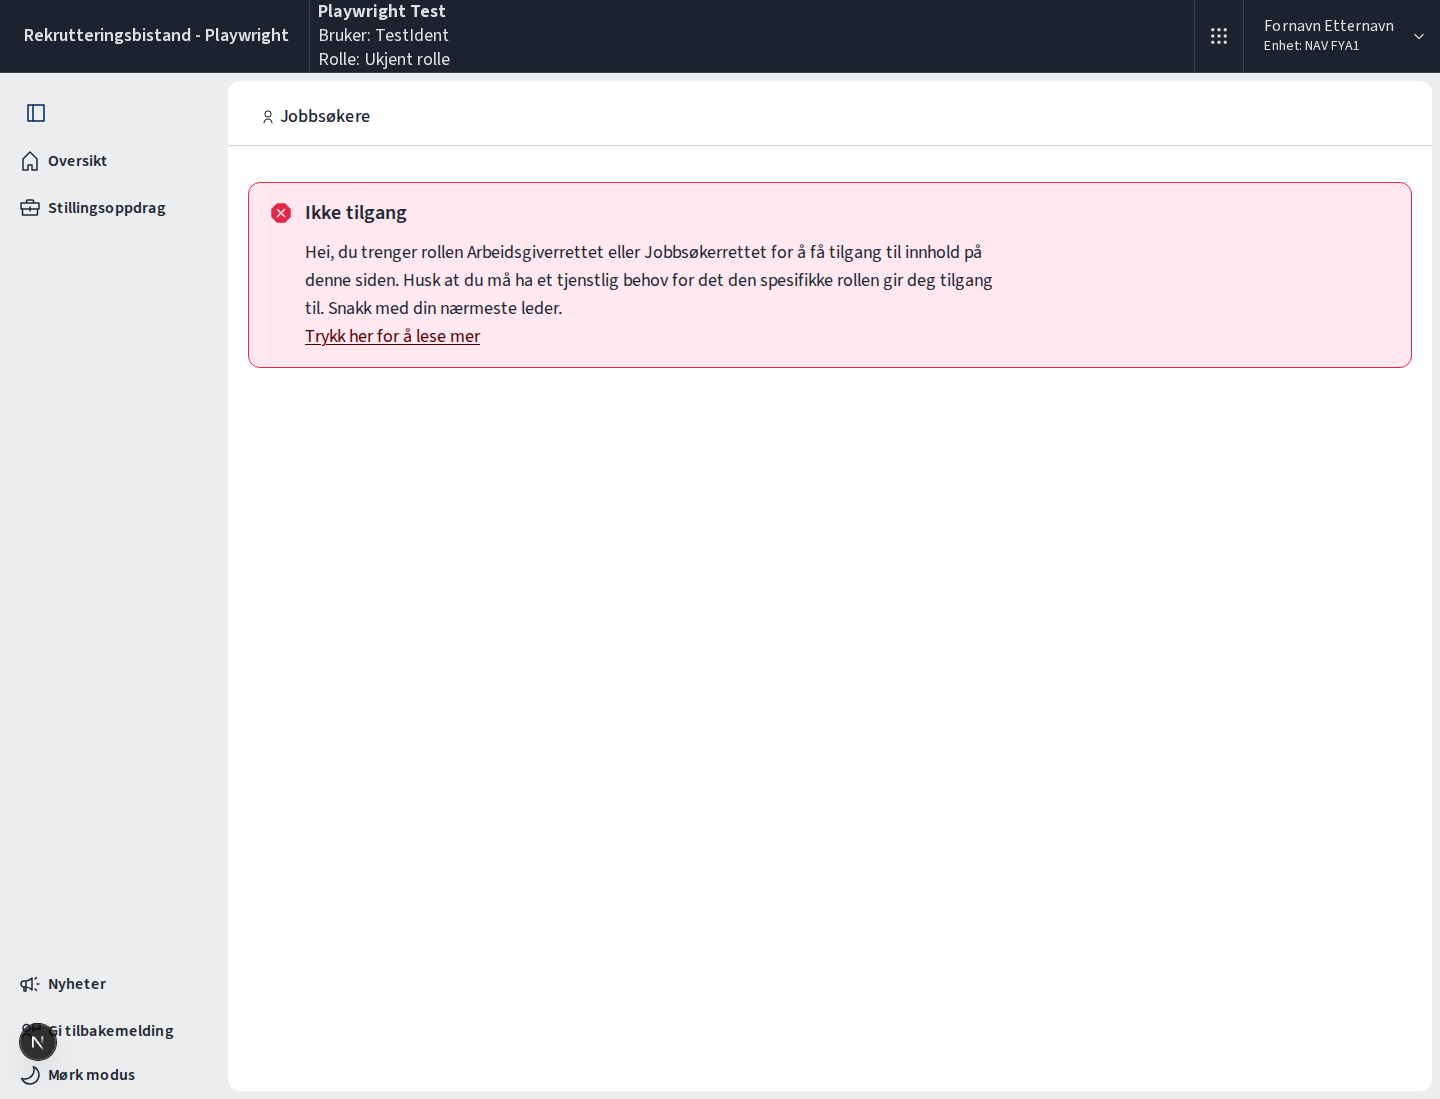 Rekrutteringsbistand - Playwright
Playwright Test
Bruker: TestIdent
Rolle: Ukjent rolle
Fornavn Etternavn
Enhet: NAV FYA1
Oversikt
Stillingsoppdrag
Jobbsøkere
Ikke tilgang
Hei, du trenger rollen Arbeidsgiverrettet eller Jobbsøkerrettet for å få tilgang til innhold på
denne siden. Husk at du må ha et tjenstlig behov for det den spesifikke rollen gir deg tilgang
til. Snakk med din nærmeste leder.
Trykk her for å lese mer
Nyheter
Gi tilbakemelding
N
Mørk modus